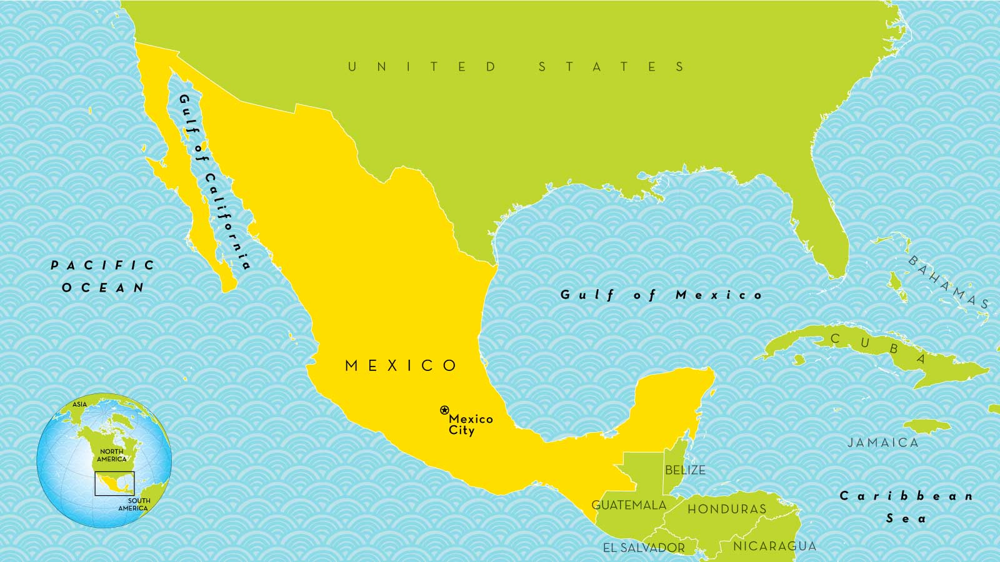 UNITED STATES
Gulf of California
PACIFIC
OCEAN
Gulf of Mexico
BAHAMAS
CUBA
MEXICO
Mexico
City
ASIA
NORTH
AMERICA
SOUTH
AMERICA
JAMAICA
BELIZE
GUATEMALA
HONDURAS
Caribbean
Sea
EL SALVADOR
NICARAGUA